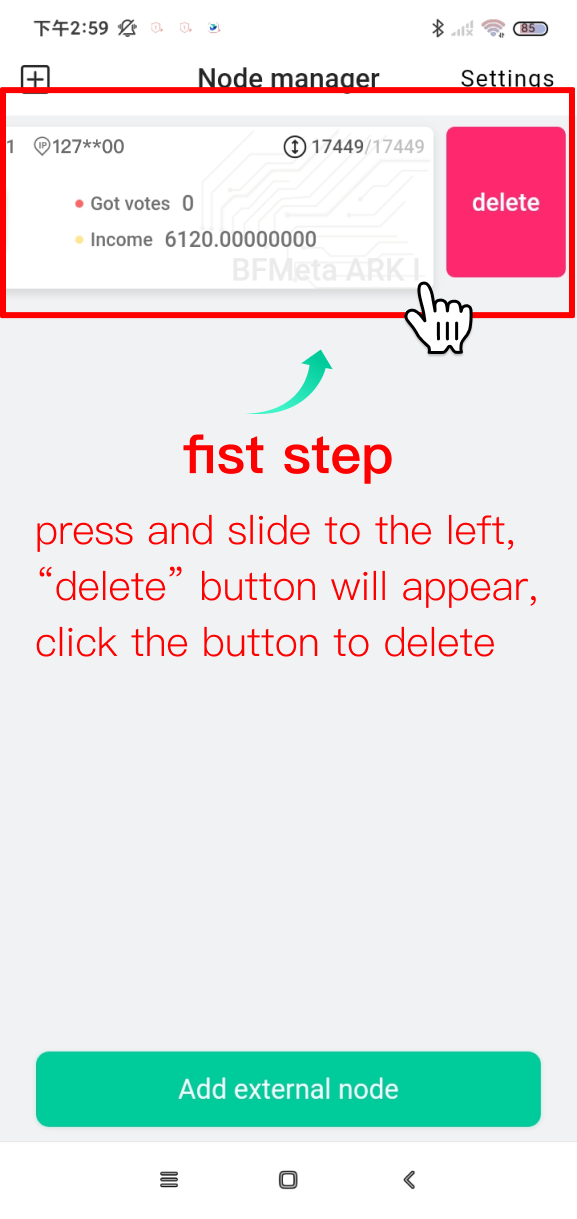 下午2:59 85
Node manager Settings
1 IP 127**00 17449/17449 delete
Got votes 0
Income 6120.00000000
BFMeta ARK I
fist step
press and slide to the left,
“delete” button will appear,
click the button to delete
Add external node